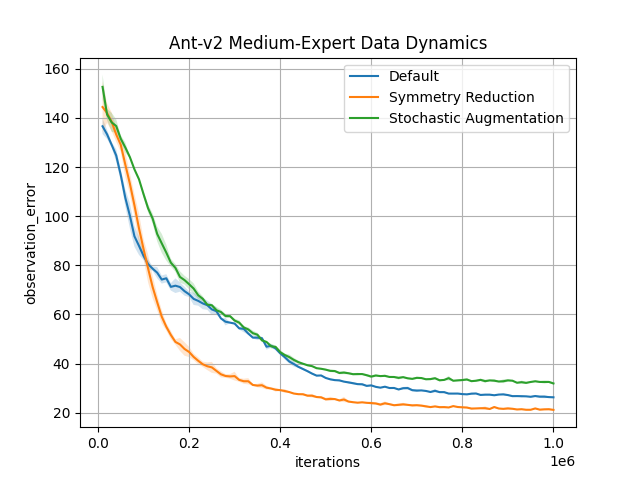 Ant-v2 Medium-Expert Data Dynamics
160
140
120
100
80
60
40
20
observation_error
Default
Symmetry Reduction
Stochastic Augmentation
0.0
0.2
0.4
0.6
0.8
1.0
1e6
iterations